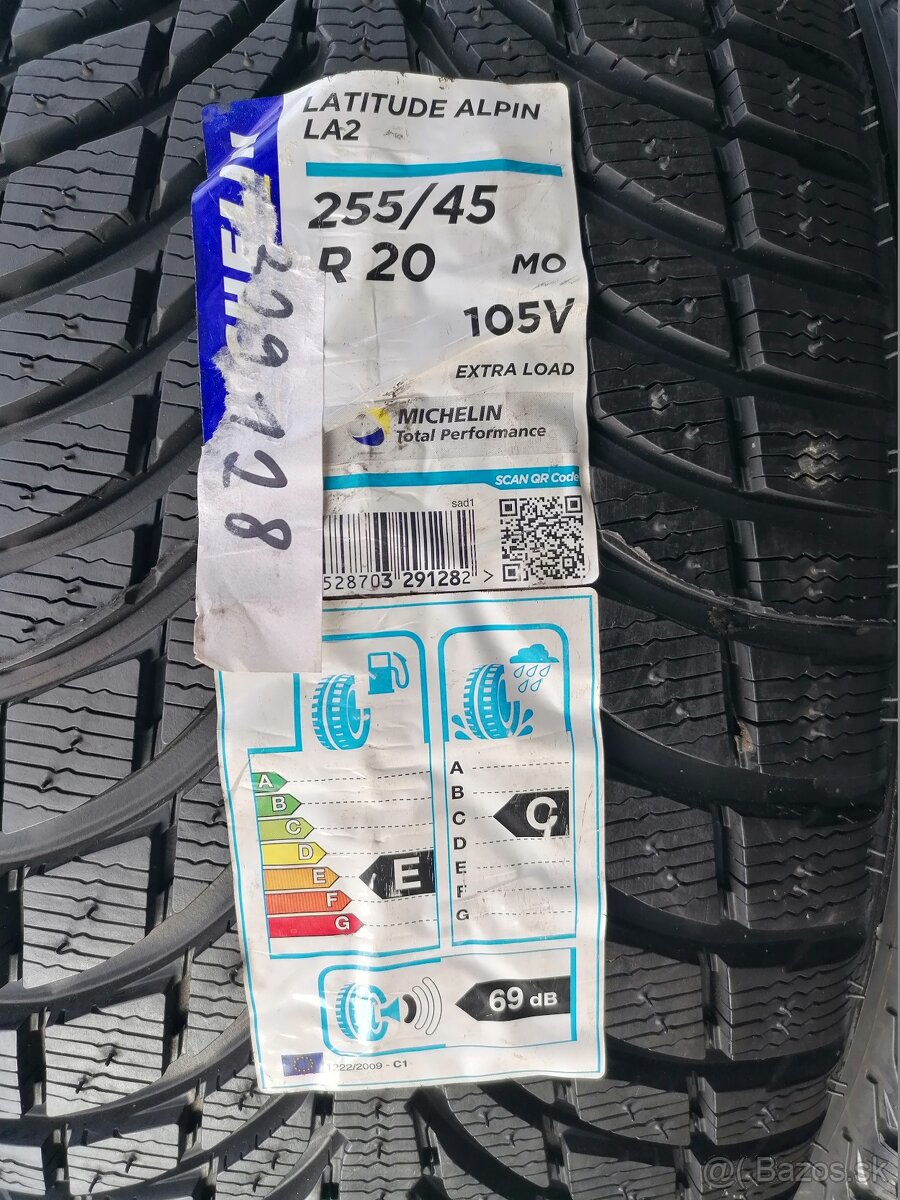 LATITUDE ALPIN
LA2
255/45
R 20 MO
105V
EXTRA LOAD
MICHELIN
Total Performance
SCAN QR Code
sad1
528703 291282 >
299128
A
B
C
D
E
F
G
E
A
B
C
D
E
F
G
C
69 dB
1222/2009 - C1
@(.Bazos.sk